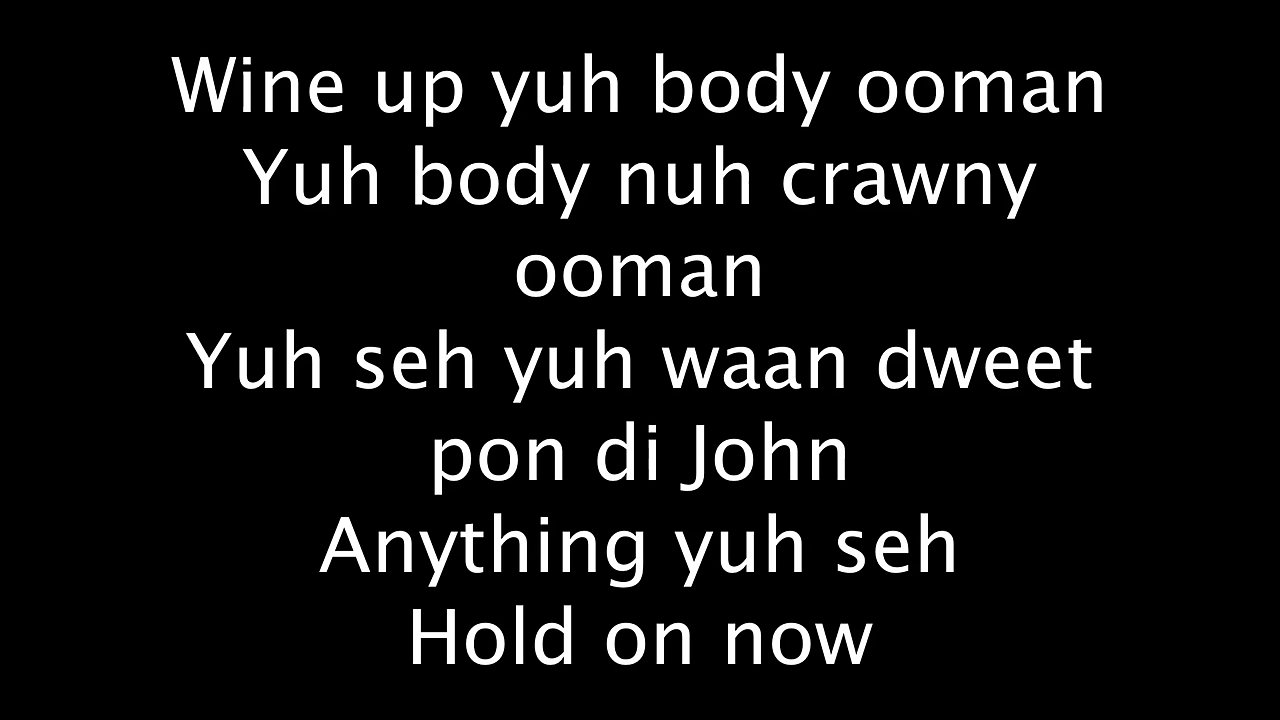 Wine up yuh body ooman
Yuh body nuh crawny
ooman
Yuh seh yuh waan dweet
pon di John
Anything yuh seh
Hold on now